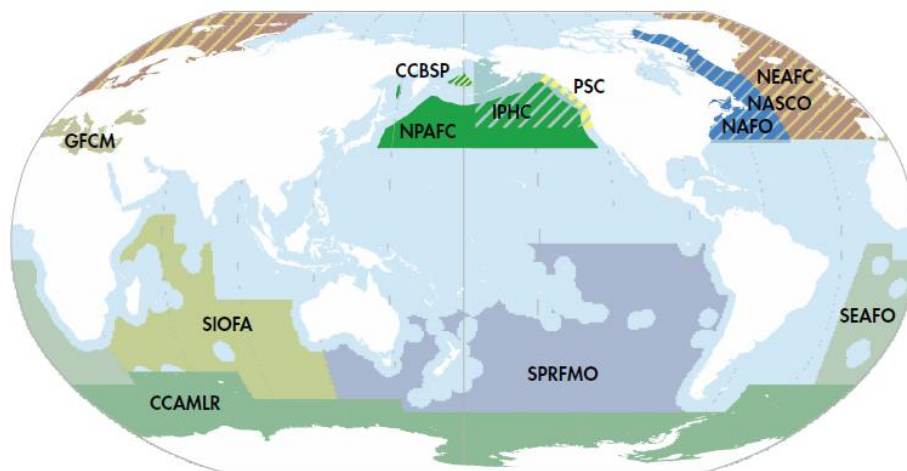 CCBSP
PSC
NEAFC
IPHC
NASCO
NPAFC
NAFO
GFCM
SIOFA
SEAFO
SPRFMO
CCAMLR